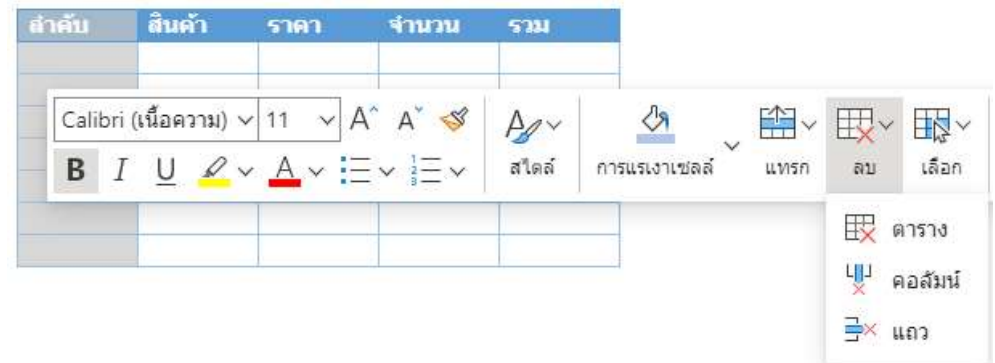 ลำดับ สินค้า ราคา จำนวน รวม
Calibri (เนื้อความ) 11 A A
B I U A
สไตล์ การแรเงาเซลล์ แทรก ลบ เลือก
ตาราง
คอลัมน์
แถว